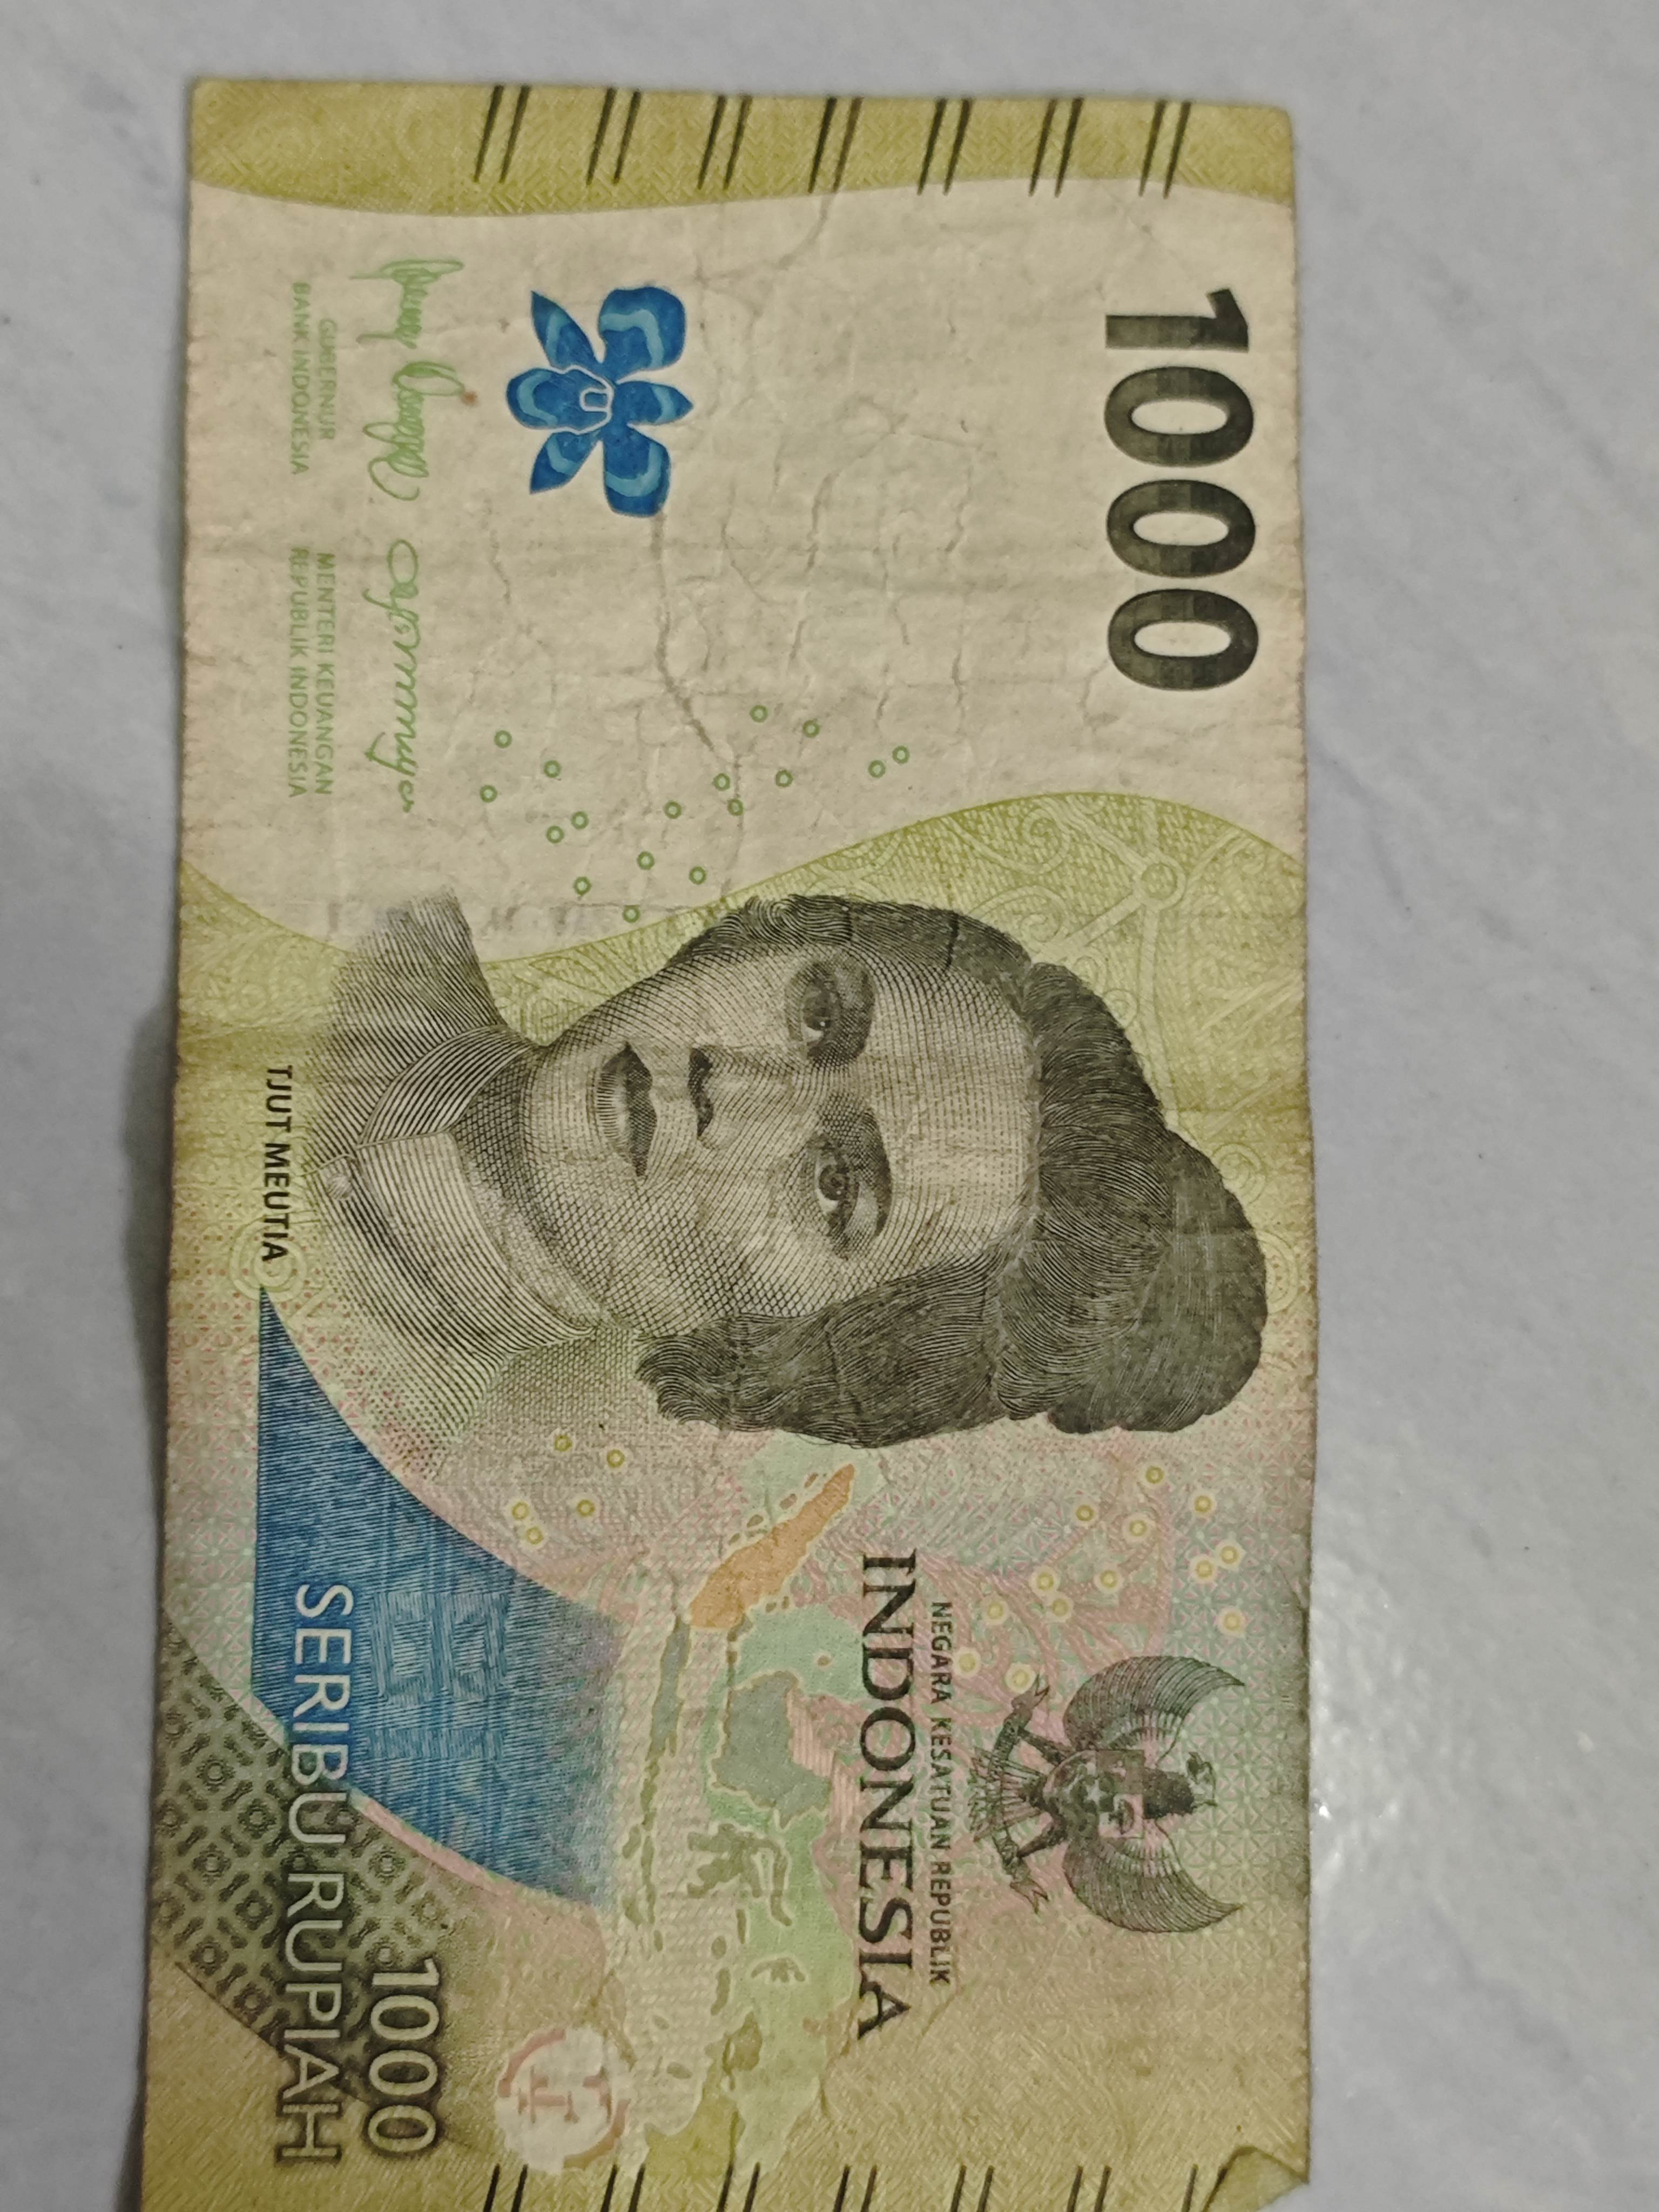 1000
NEGARA KESATUAN REPUBLIK
INDONESIA
GUBERNUR
BANK INDONESIA
MENTERI KEUANGAN
REPUBLIK INDONESIA
TJUT MEUTIA
1000
SERIBU RUPIAH